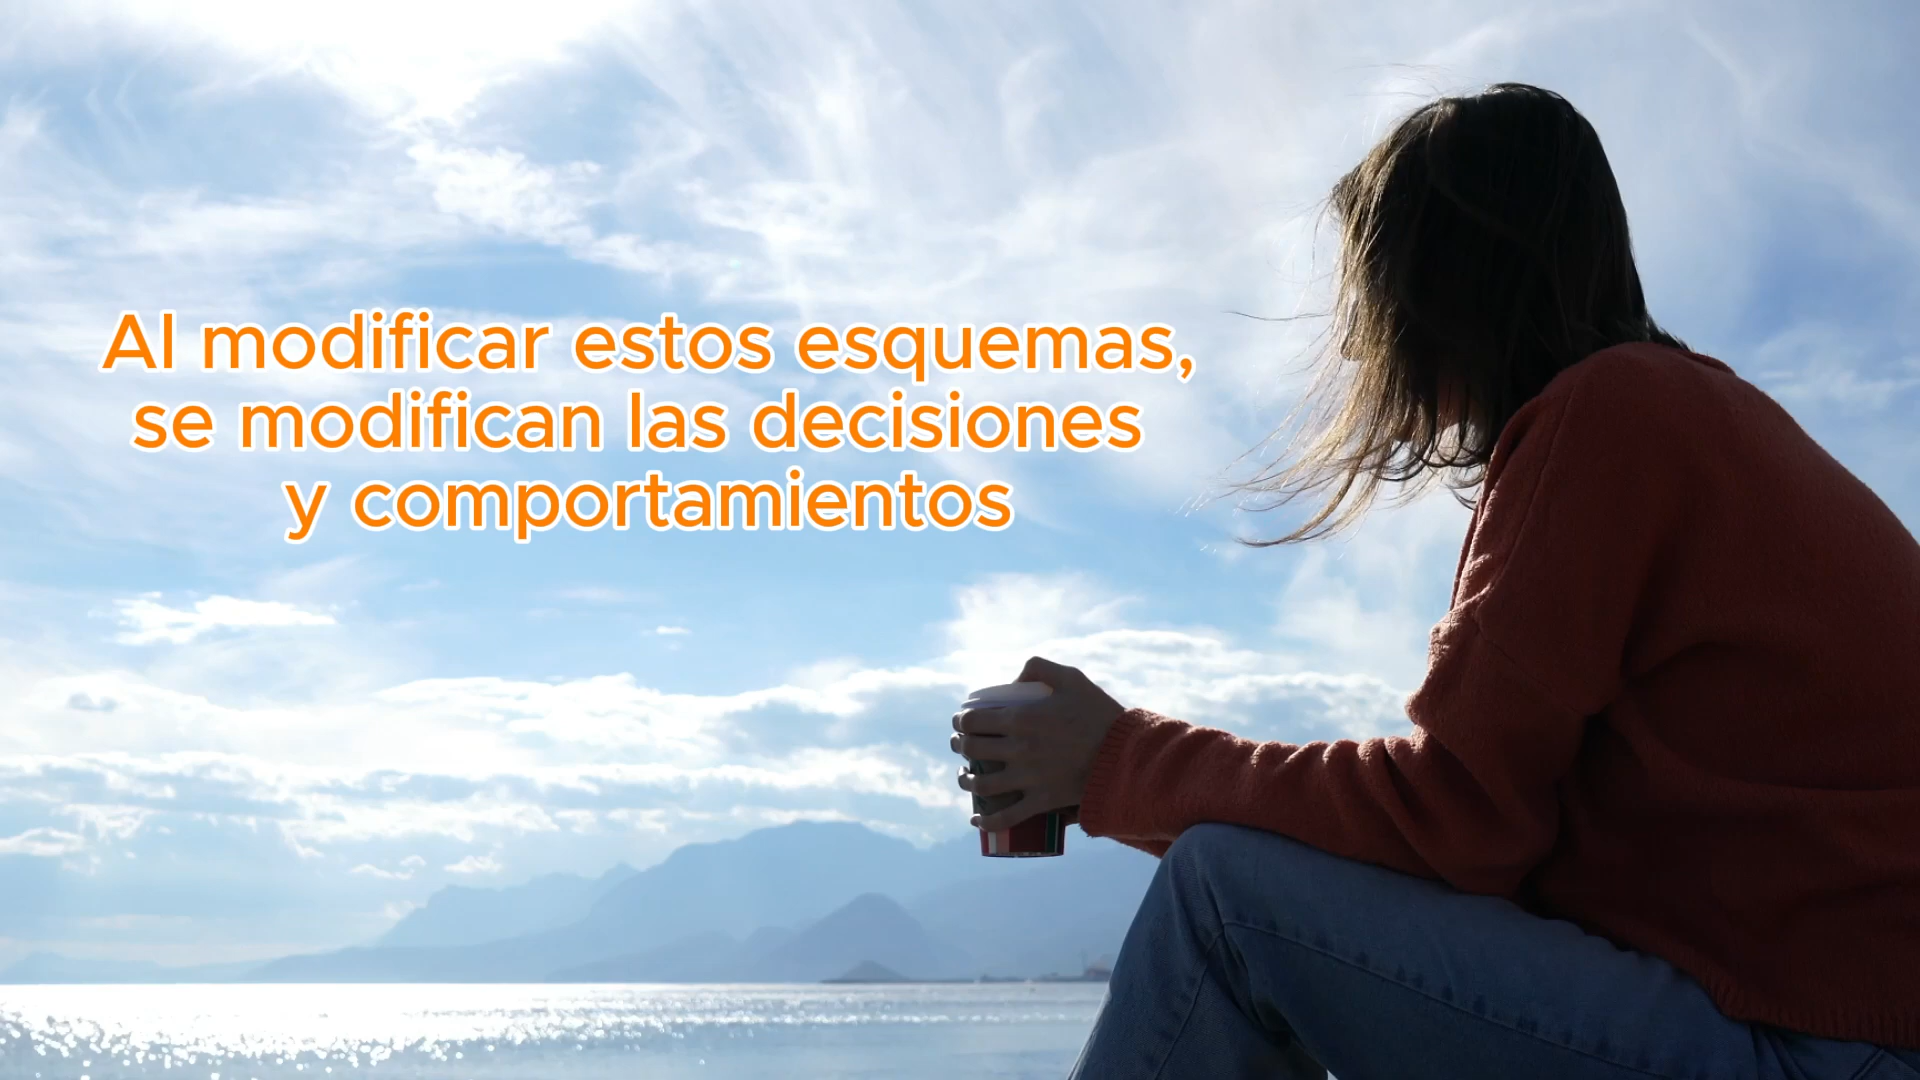 Al modificar estos esquemas,
se modifican las decisiones
y comportamientos